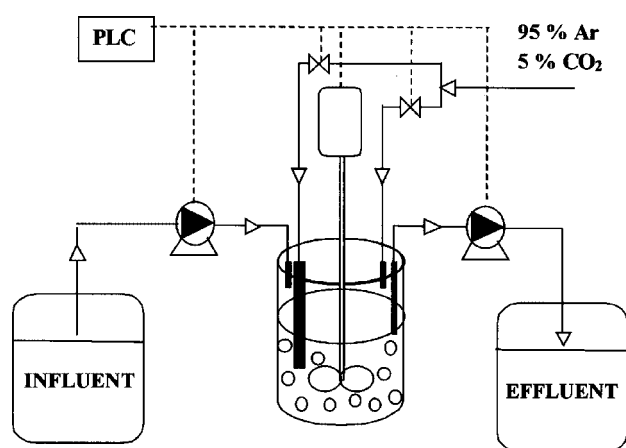 PLC
95 % Ar
5 % CO₂
INFLUENT
EFFLUENT